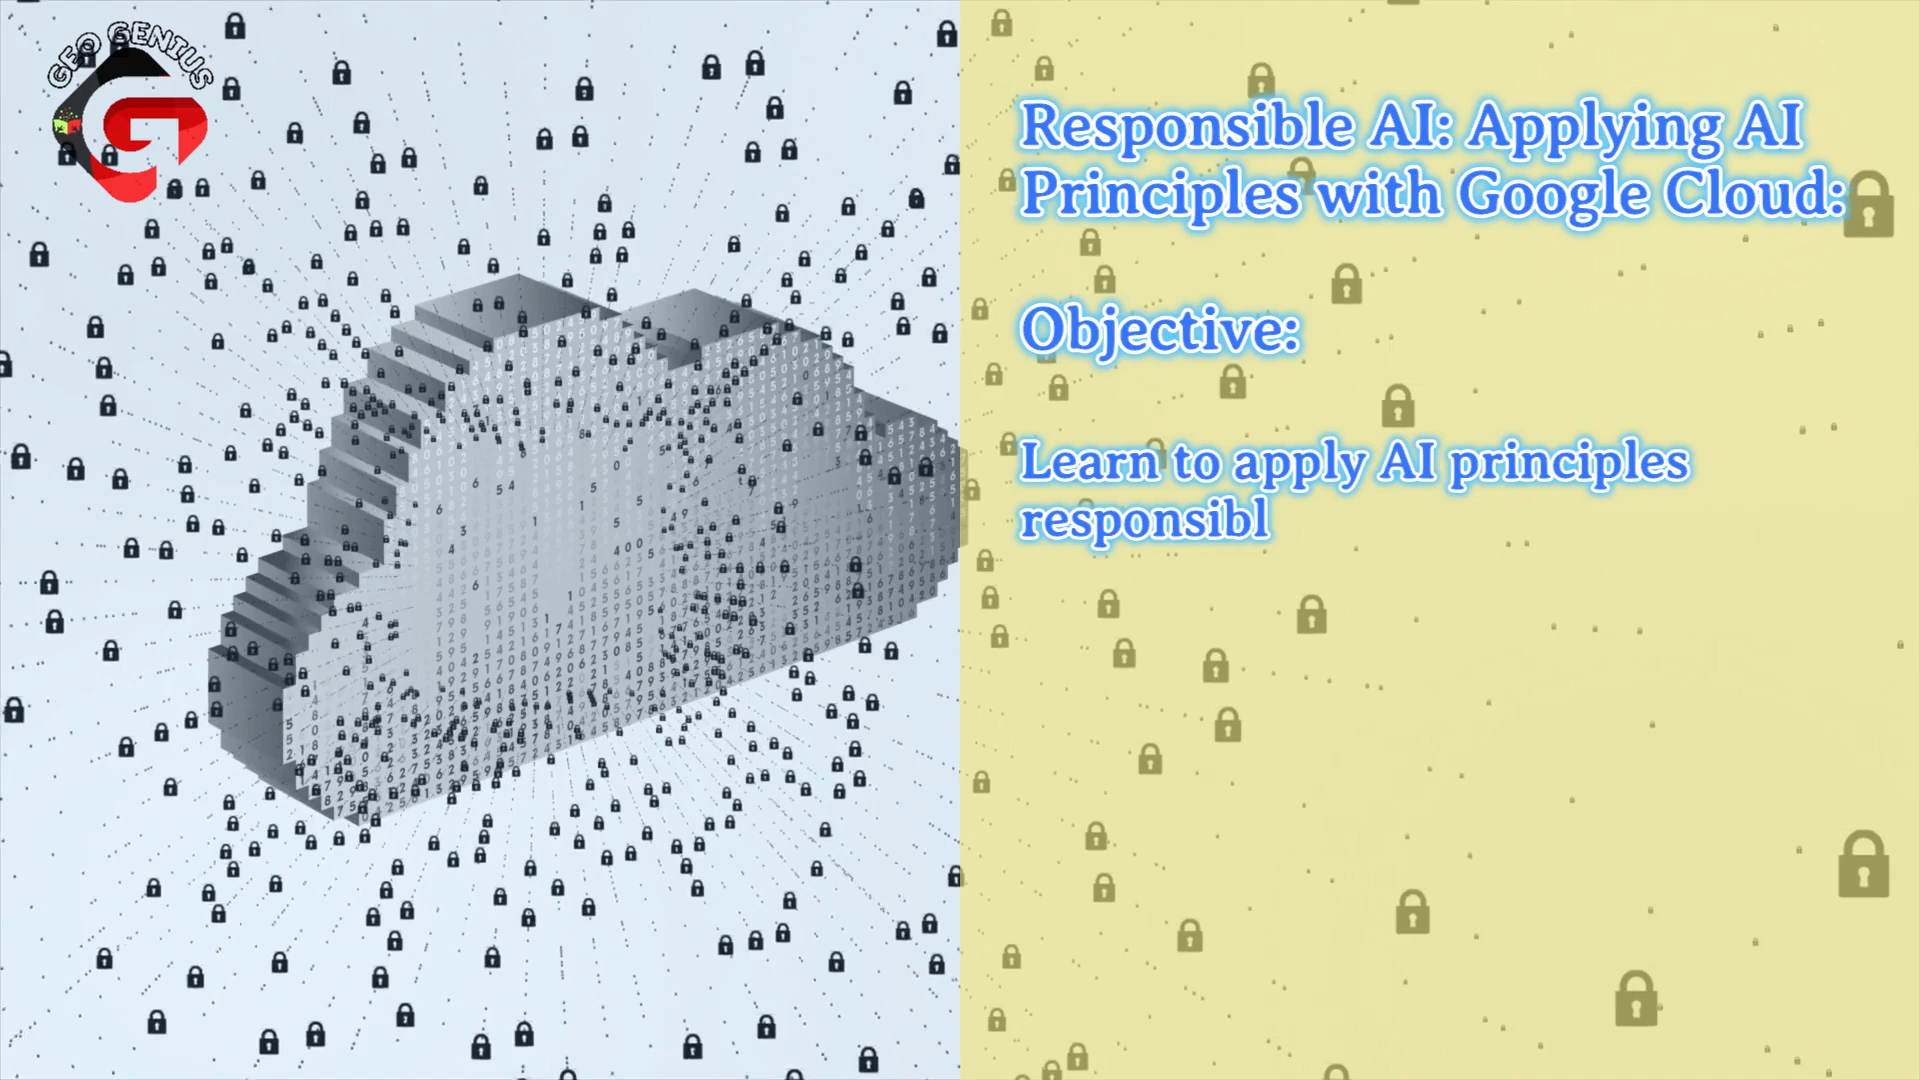 GEO GENIUS
Responsible AI: Applying AI
Principles with Google Cloud:
Objective:
Learn to apply AI principles
responsibl